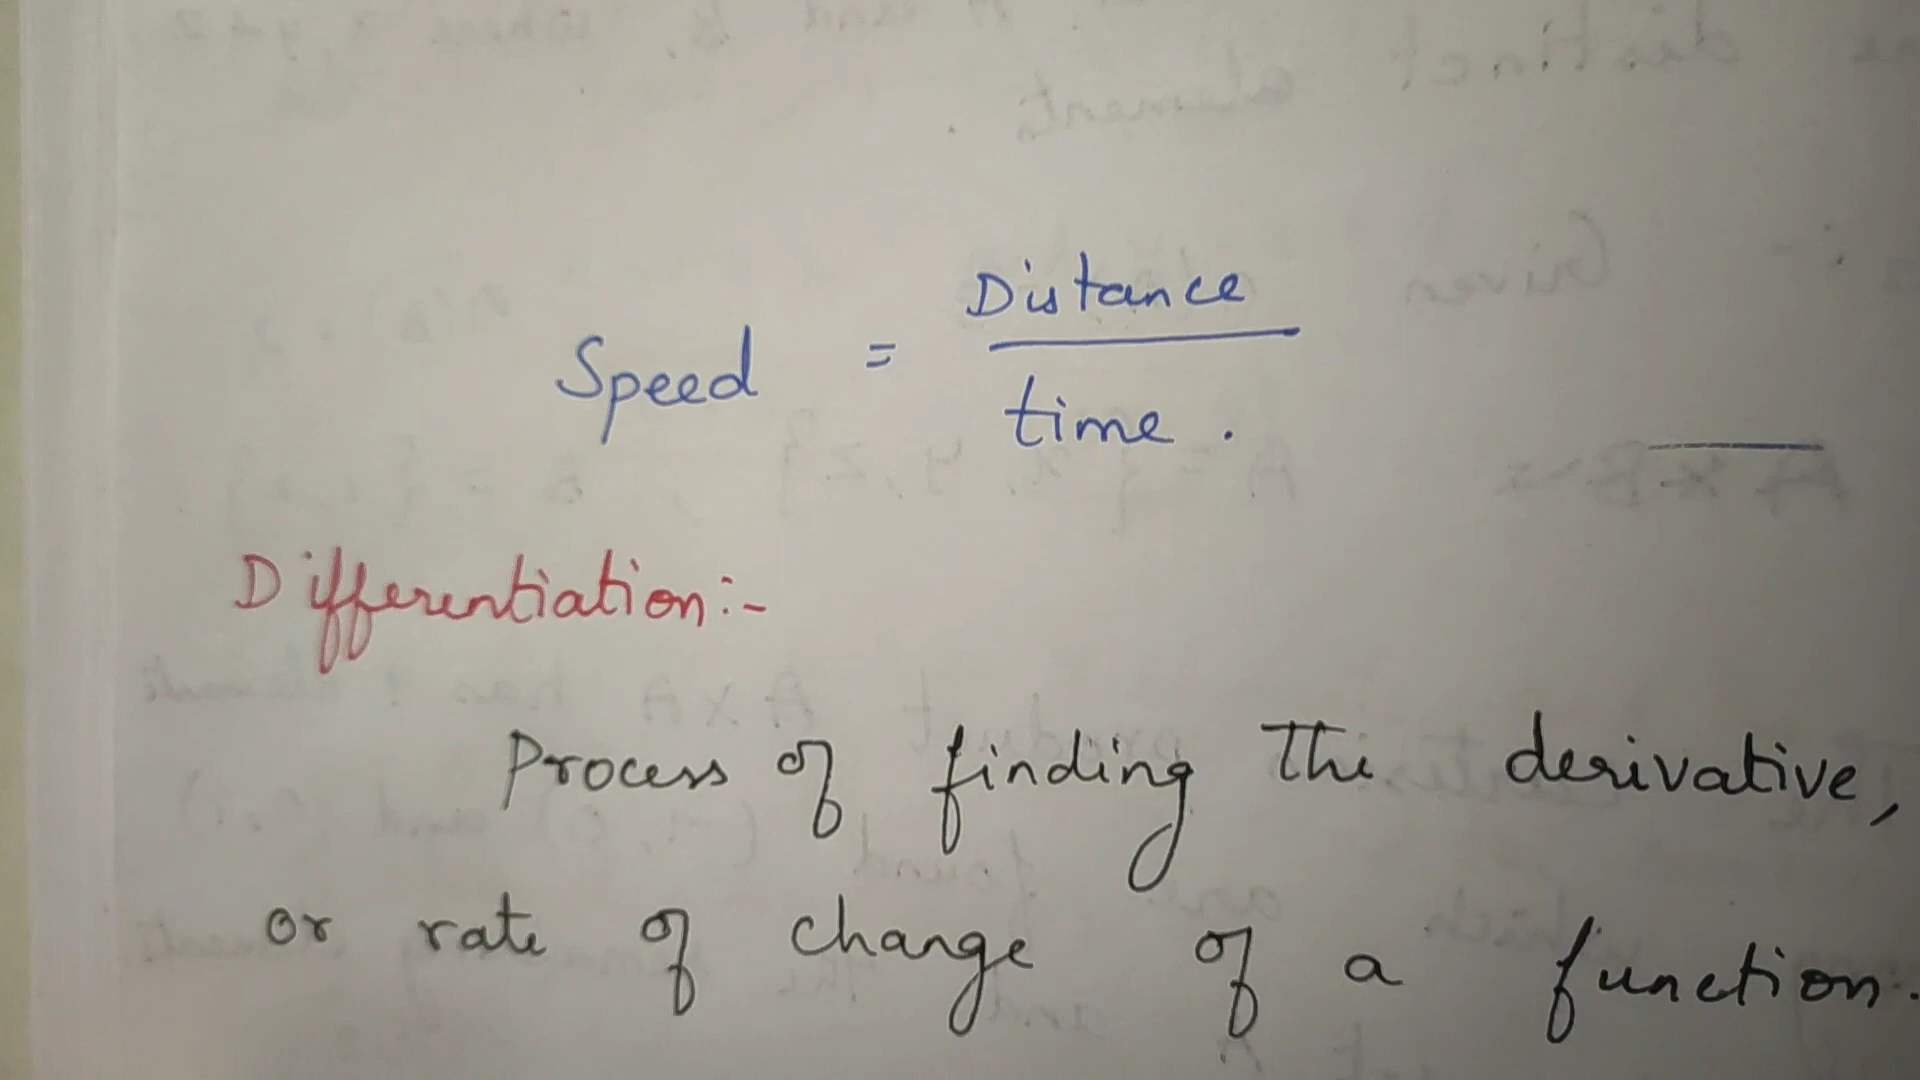 Speed = Distance / time.
Differentiation:-
Process of finding the derivative,
or rate of change of a function.